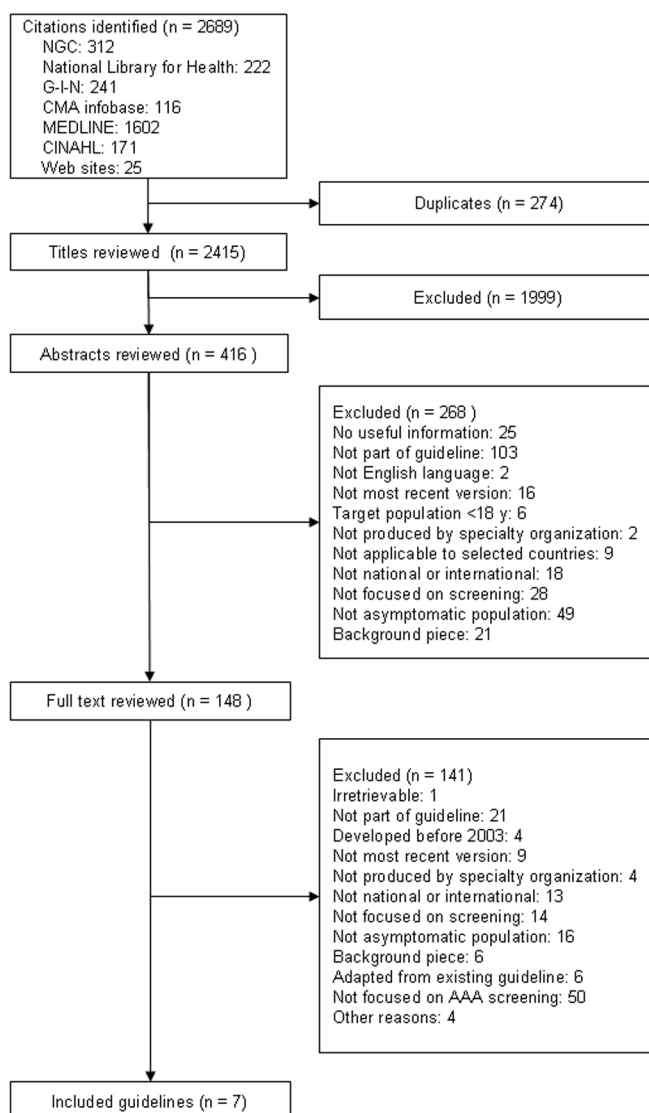 Citations identified (n = 2689)
NGC: 312
National Library for Health: 222
G-I-N: 241
CMA infobase: 116
MEDLINE: 1602
CINAHL: 171
Web sites: 25
Duplicates (n = 274)
Titles reviewed (n = 2415)
Excluded (n = 1999)
Abstracts reviewed (n = 416 )
Excluded (n = 268 )
No useful information: 25
Not part of guideline: 103
Not English language: 2
Not most recent version: 16
Target population <18 y: 6
Not produced by specialty organization: 2
Not applicable to selected countries: 9
Not national or international: 18
Not focused on screening: 28
Not asymptomatic population: 49
Background piece: 21
Full text reviewed (n = 148 )
Excluded (n = 141)
Irretrievable: 1
Not part of guideline: 21
Developed before 2003: 4
Not most recent version: 9
Not produced by specialty organization: 4
Not national or international: 13
Not focused on screening: 14
Not asymptomatic population: 16
Background piece: 6
Adapted from existing guideline: 6
Not focused on AAA screening: 50
Other reasons: 4
Included guidelines (n = 7)